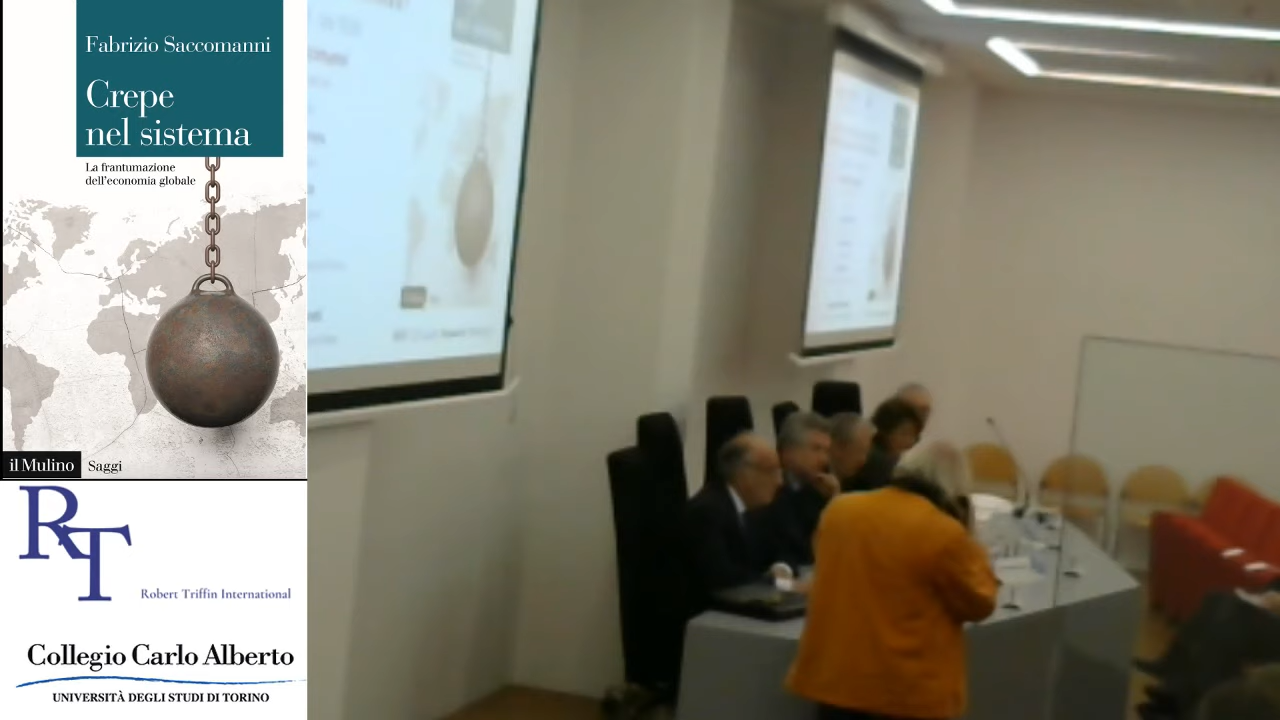 Fabrizio Saccomanni
Crepe
nel sistema
La frantumazione
dell'economia globale
il Mulino Saggi
RT
Robert Triffin International
Collegio Carlo Alberto
UNIVERSITÀ DEGLI STUDI DI TORINO